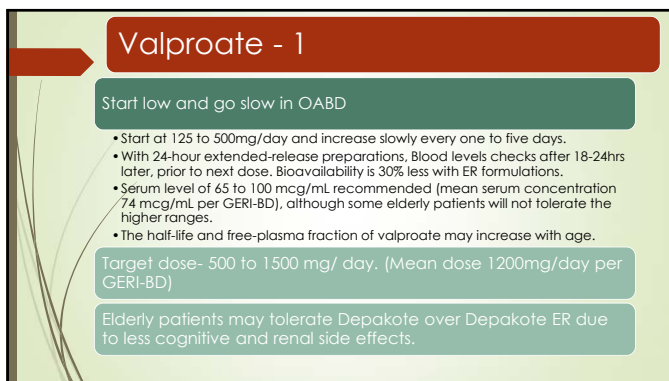 Valproate - 1
Start low and go slow in OABD
• Start at 125 to 500mg/day and increase slowly every one to five days.
• With 24-hour extended-release preparations, Blood levels checks after 18-24hrs
later, prior to next dose. Bioavailability is 30% less with ER formulations.
• Serum level of 65 to 100 mcg/mL recommended (mean serum concentration
74 mcg/mL per GERI-BD), although some elderly patients will not tolerate the
higher ranges.
• The half-life and free-plasma fraction of valproate may increase with age.
Target dose- 500 to 1500 mg/ day. (Mean dose 1200mg/day per
GERI-BD)
Elderly patients may tolerate Depakote over Depakote ER due
to less cognitive and renal side effects.